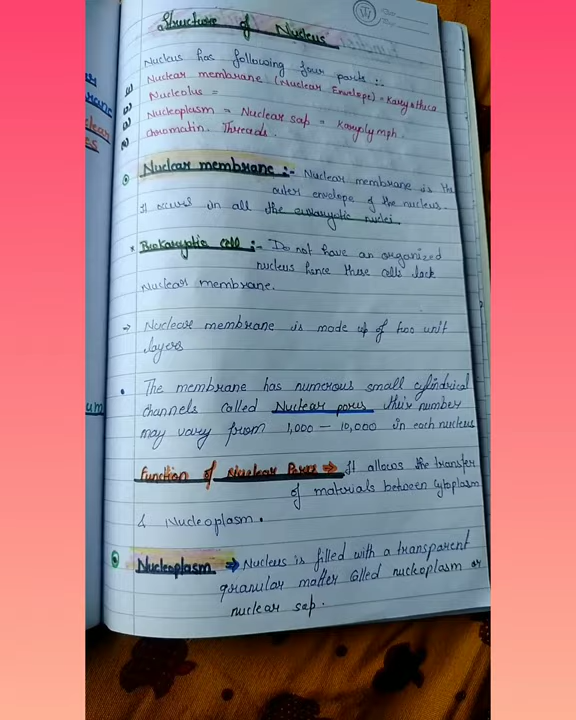 Structure of Nucleus
Nucleus has following four parts :-
Nuclear membrane (Nuclear Envelope) = Karyotheca
Nucleolus =
Nucleoplasm = Nuclear sap = Karyolymph.
Chromatin. Threads.
Nuclear membrane :- Nuclear membrane is the
outer envelope of the nucleus.
It occurs in all the eukaryotic nuclei
* Prokaryotic cell :- Do not have an organized
nucleus hence these cells lack
Nuclear membrane.
→ Nuclear membrane is made up of two unit
layers
• The membrane has numerous small cylindrical
channels called Nuclear pores their number
may vary from 1,000 – 10,000 in each nucleus
Function of Nuclear Pores → It allows the transfer
of materials between cytoplasm
& Nucleoplasm.
Nucleoplasm → Nucleus is filled with a transparent
granular matter called nucleoplasm or
nuclear sap.
um